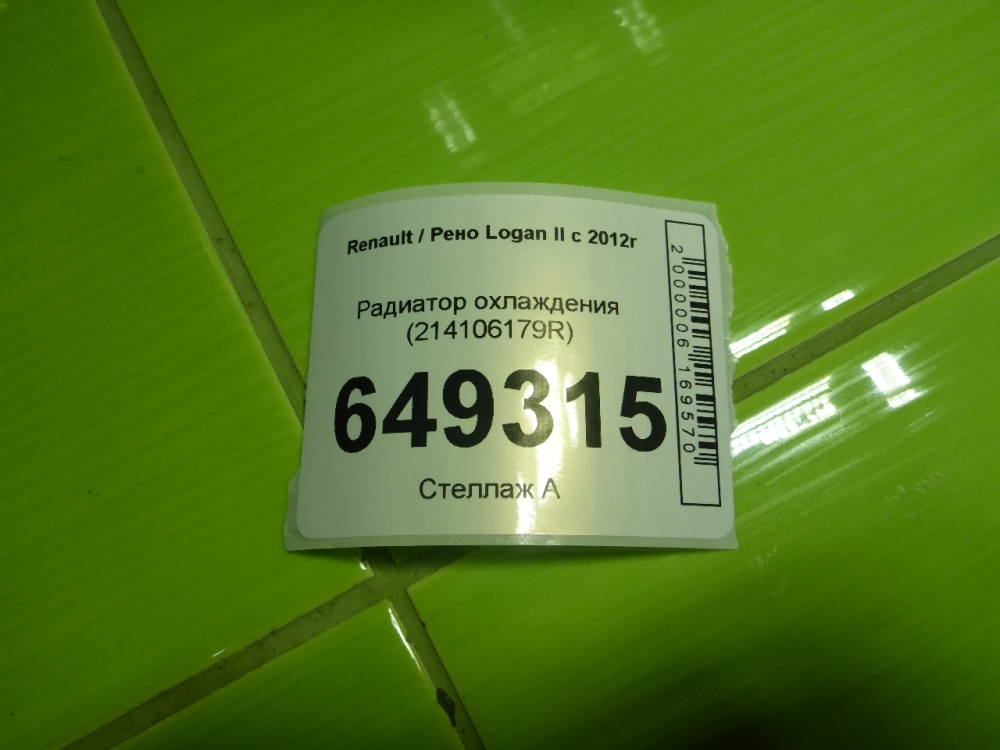 Renault / Рено Logan II с 2012г
Радиатор охлаждения
(214106179R)
649315
Стеллаж А
2000006169570